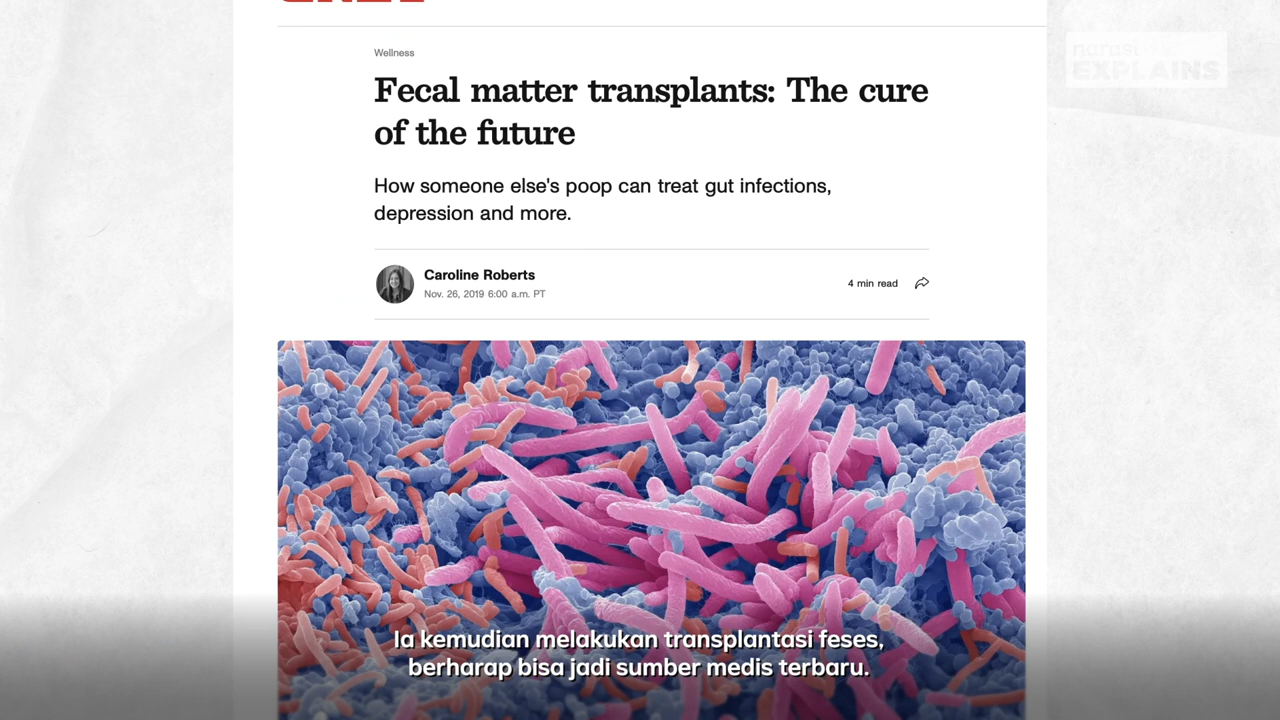 Wellness
Fecal matter transplants: The cure
of the future
How someone else's poop can treat gut infections,
depression and more.
Caroline Roberts
Nov. 26, 2019 6:00 a.m. PT
4 min read
narasi
EXPLAINS
Ia kemudian melakukan transplantasi feses,
berharap bisa jadi sumber medis terbaru.